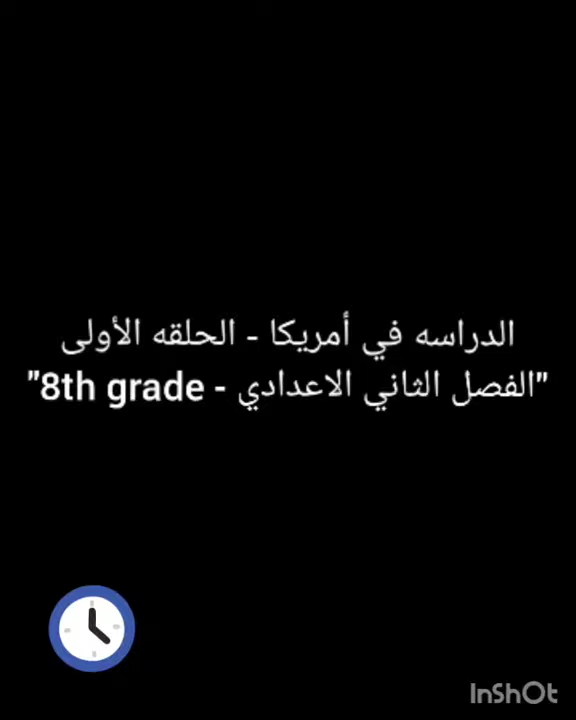 الدراسه في أمريكا - الحلقه الأولى
"الفصل الثاني الاعدادي - 8th grade"
InShOt